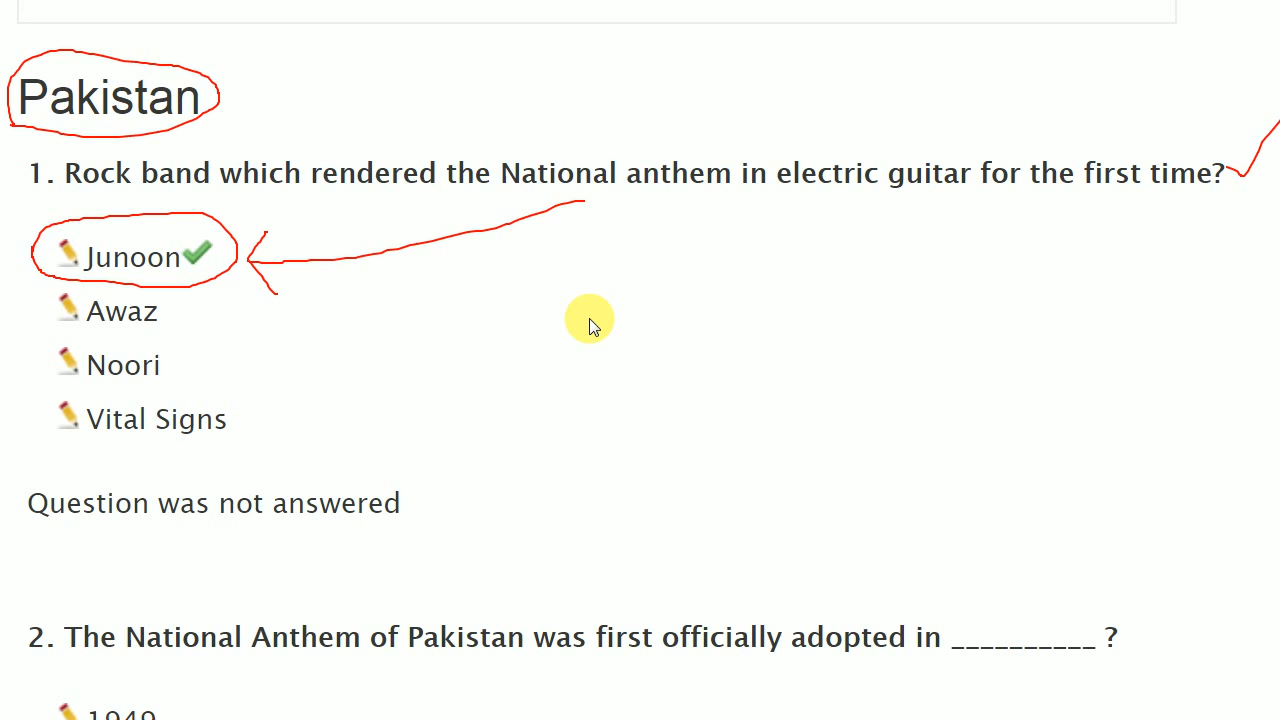 Pakistan
1. Rock band which rendered the National anthem in electric guitar for the first time?
Junoon
Awaz
Noori
Vital Signs
Question was not answered
2. The National Anthem of Pakistan was first officially adopted in __________ ?
1949